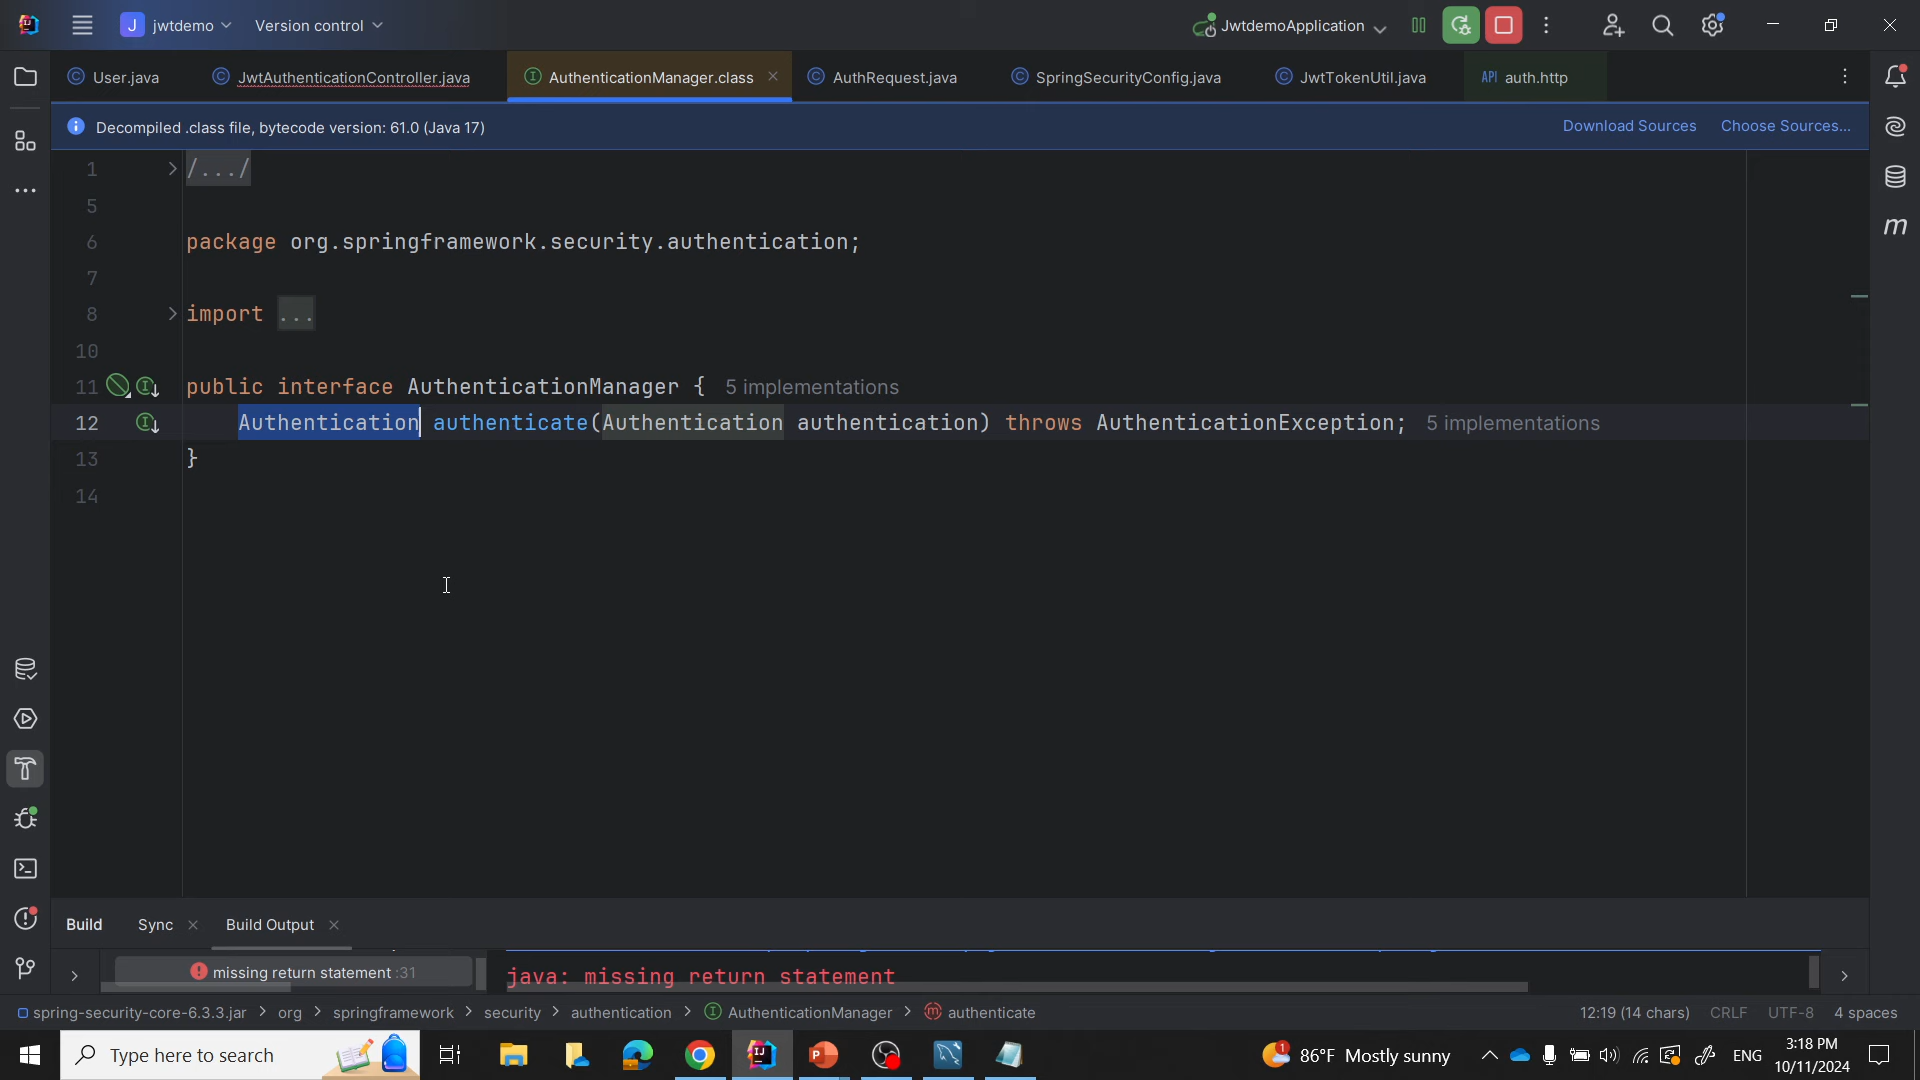 J jwtdemo Version control JwtdemoApplication
User.java JwtAuthenticationController.java AuthenticationManager.class AuthRequest.java SpringSecurityConfig.java JwtTokenUtil.java API auth.http
Decompiled .class file, bytecode version: 61.0 (Java 17) Download Sources Choose Sources...
1 /.../
5
6 package org.springframework.security.authentication;
7
8 import ...
10
11 public interface AuthenticationManager { 5 implementations
12 Authentication authenticate(Authentication authentication) throws AuthenticationException; 5 implementations
13 }
14
Build Sync Build Output
missing return statement :31 java: missing return statement
spring-security-core-6.3.3.jar > org > springframework > security > authentication > AuthenticationManager > authenticate 12:19 (14 chars) CRLF UTF-8 4 spaces
Type here to search 1 86°F Mostly sunny ENG 3:18 PM
10/11/2024